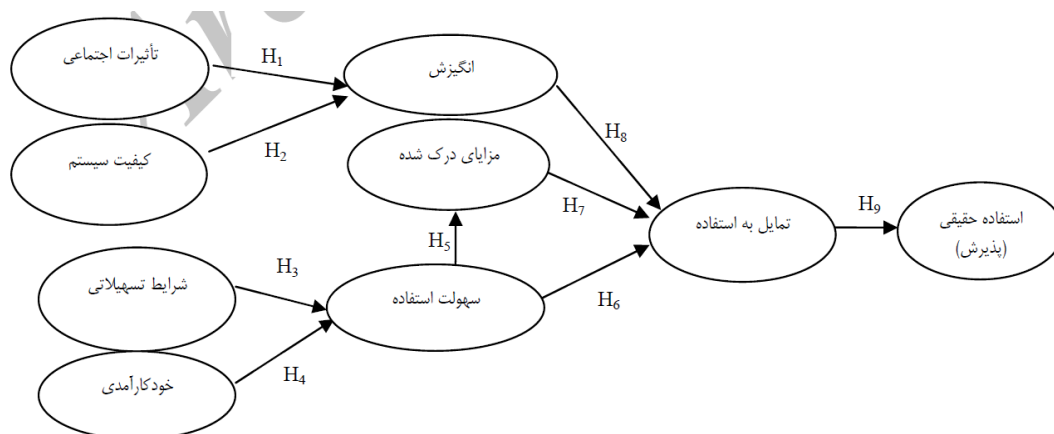 تأثیرات اجتماعی
H1
انگیزش
کیفیت سیستم
H2
مزایای درک شده
H8
H7
تمایل به استفاده
H9
استفاده حقیقی
(پذیرش)
H5
شرایط تسهیلاتی
H3
سهولت استفاده
H6
خودکارآمدی
H4